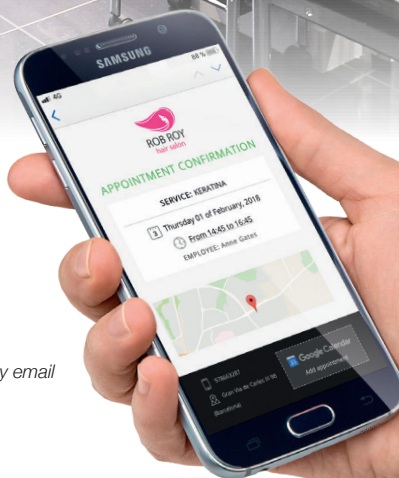 SAMSUNG
4G
68 %
ROB ROY
hair salon
APPOINTMENT CONFIRMATION
SERVICE: KERATINA
Thursday 01 of February, 2018
From 14:45 to 16:45
EMPLOYEE: Anne Gates
Google Calendar
Add appointment
Gran Via de Carles III 98
(Barcelona)
y email